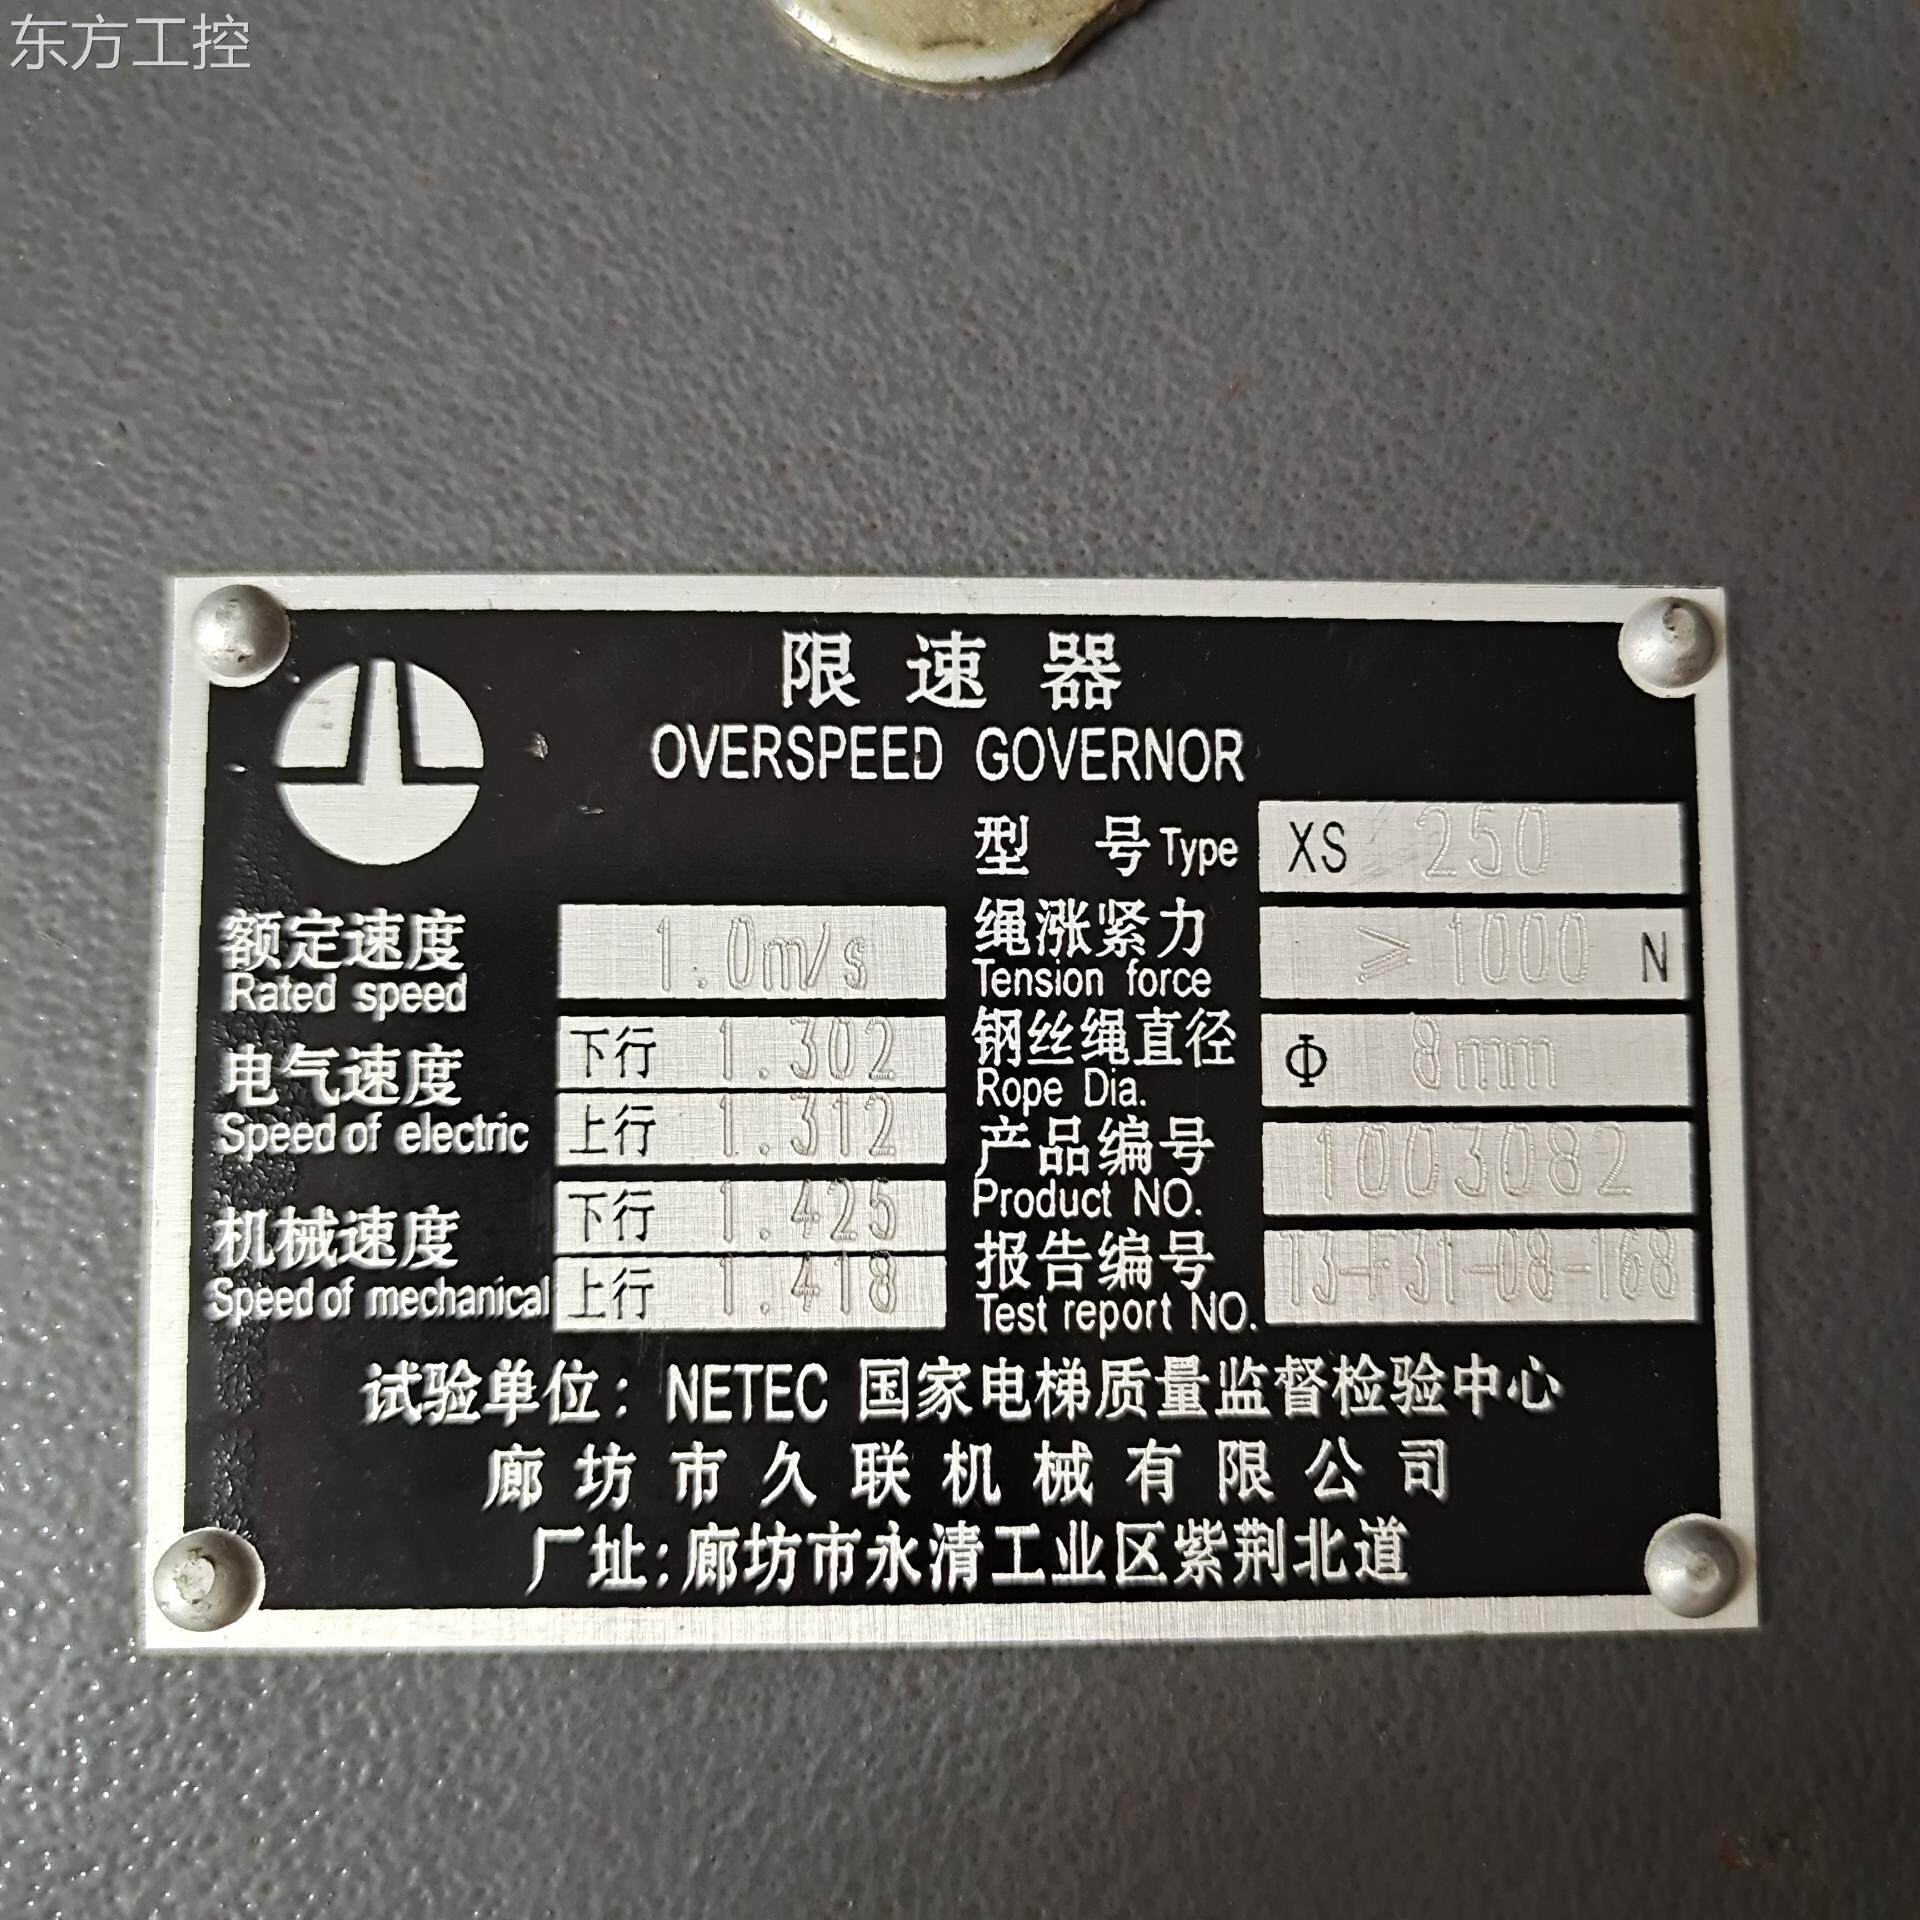 东方工控
限速器
OVERSPEED GOVERNOR
型 号 Type XS 250
额定速度 1.0m/s
Rated speed
绳涨紧力 ≥ 1000 N
Tension force
电气速度 下行 1.302
Speed of electric 上行 1.312
钢丝绳直径 Φ 8mm
Rope Dia.
产品编号 1003082
Product NO.
机械速度 下行 1.425
Speed of mechanical 上行 1.418
报告编号 T3-F31-08-168
Test report NO.
试验单位: NETEC 国家电梯质量监督检验中心
廊坊市久联机械有限公司
厂址:廊坊市永清工业区紫荆北道